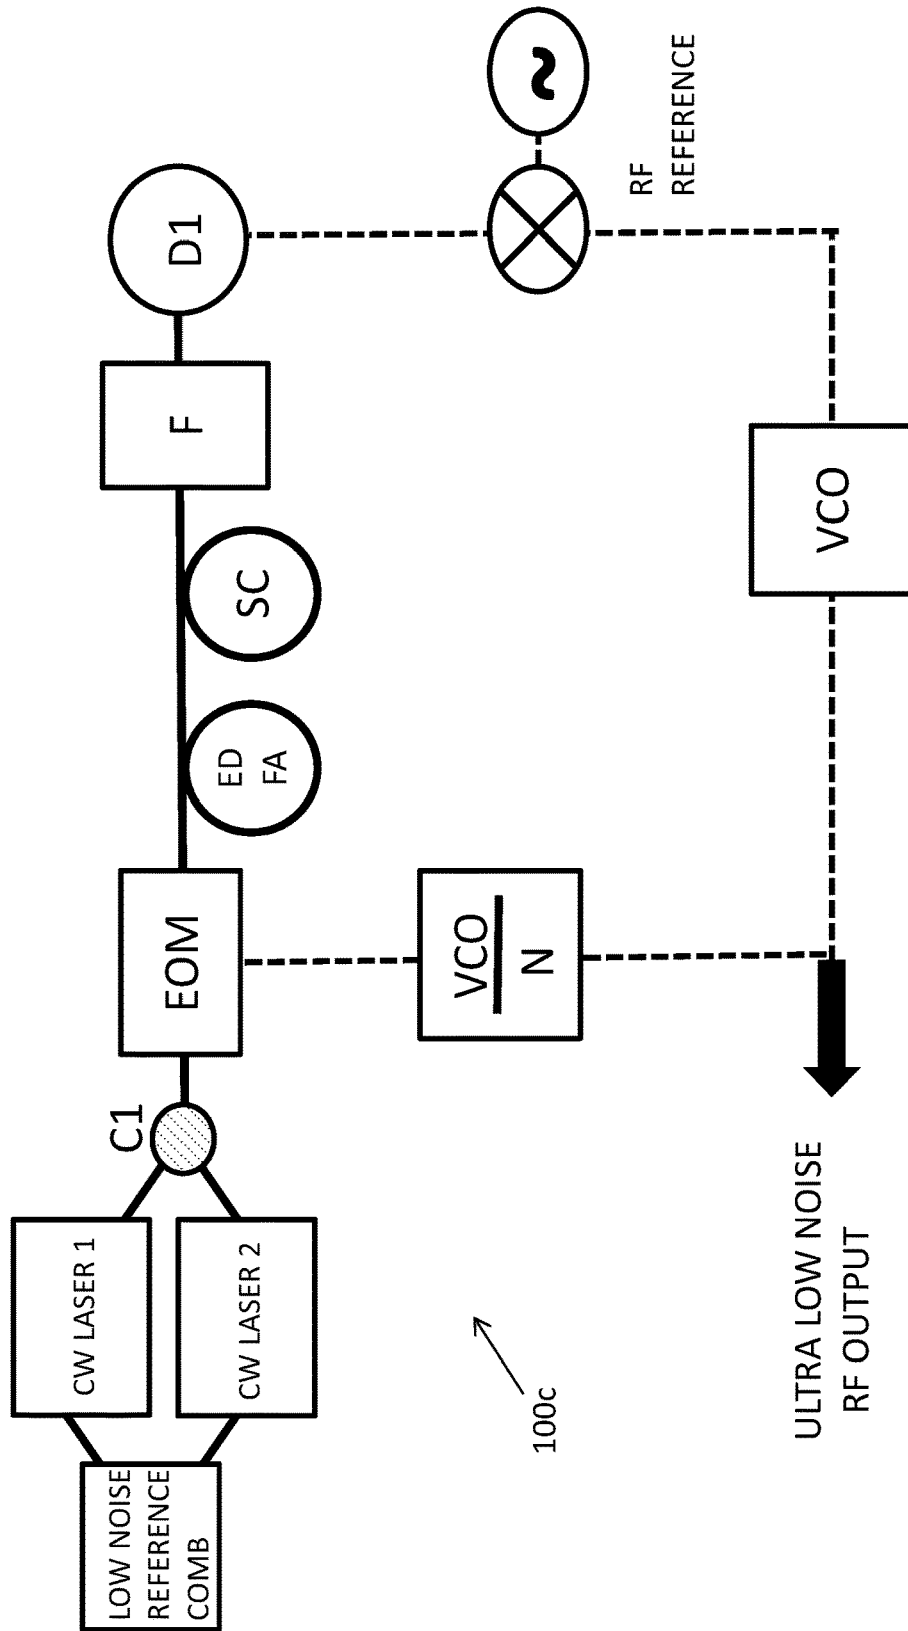 LOW NOISE
REFERENCE
COMB
CW LASER 1
CW LASER 2
C1
EOM
ED
FA
SC
F
D1
VCO
N
RF
REFERENCE
VCO
100c
ULTRA LOW NOISE
RF OUTPUT